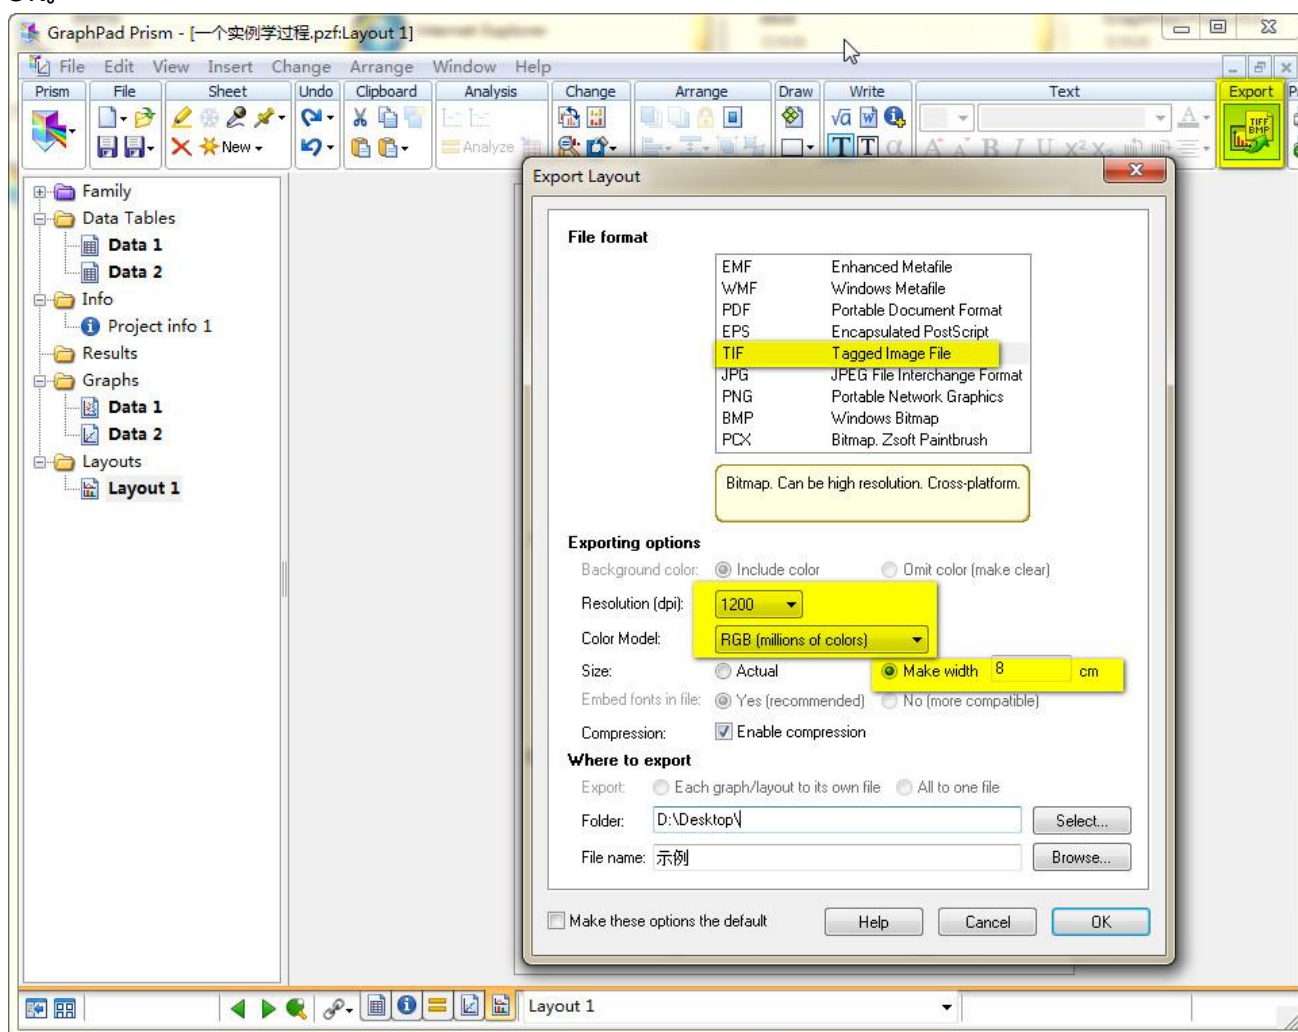 OK。
GraphPad Prism - [一个实例学过程.pzf:Layout 1]
File Edit View Insert Change Arrange Window Help
Prism File Sheet Undo Clipboard Analysis Change Arrange Draw Write Text Export
New
Analyze
Family
Data Tables
Data 1
Data 2
Info
Project info 1
Results
Graphs
Data 1
Data 2
Layouts
Layout 1
Export Layout
File format
EMF Enhanced Metafile
WMF Windows Metafile
PDF Portable Document Format
EPS Encapsulated PostScript
TIF Tagged Image File
JPG JPEG File Interchange Format
PNG Portable Network Graphics
BMP Windows Bitmap
PCX Bitmap. Zsoft Paintbrush
Bitmap. Can be high resolution. Cross-platform.
Exporting options
Background color: Include color Omit color (make clear)
Resolution (dpi): 1200
Color Model: RGB (millions of colors)
Size: Actual Make width 8 cm
Embed fonts in file: Yes (recommended) No (more compatible)
Compression: Enable compression
Where to export
Export: Each graph/layout to its own file All to one file
Folder: D:\Desktop\ Select...
File name: 示例 Browse...
Make these options the default Help Cancel OK
Layout 1